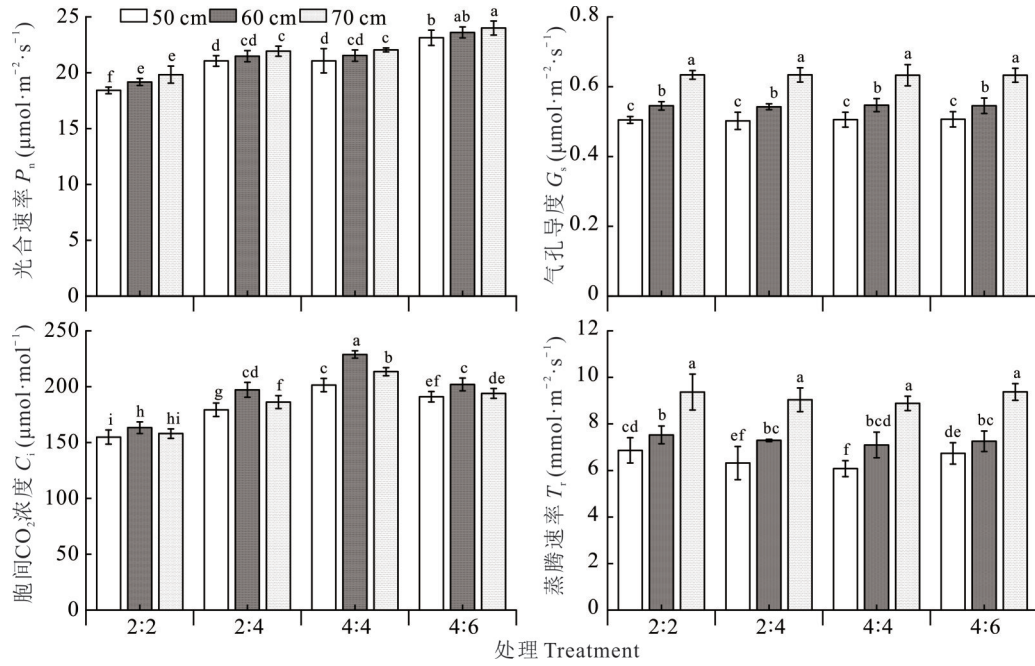 50 cm 60 cm 70 cm
光合速率 Pn (μmol·m⁻²·s⁻¹)
25
20
15
10
5
0
f e e d cd c d cd c b ab a
气孔导度 Gs (μmol·m⁻²·s⁻¹)
0.8
0.6
0.4
0.2
0
c b a c b a c b a c b a
胞间CO₂浓度 Ci (μmol·mol⁻¹)
250
200
150
100
50
0
i h hi g cd f c a b ef c de
2:2 2:4 4:4 4:6
蒸腾速率 Tr (mmol·m⁻²·s⁻¹)
12
10
8
6
4
2
0
cd b a ef bc a f bcd a de bc a
2:2 2:4 4:4 4:6
处理 Treatment